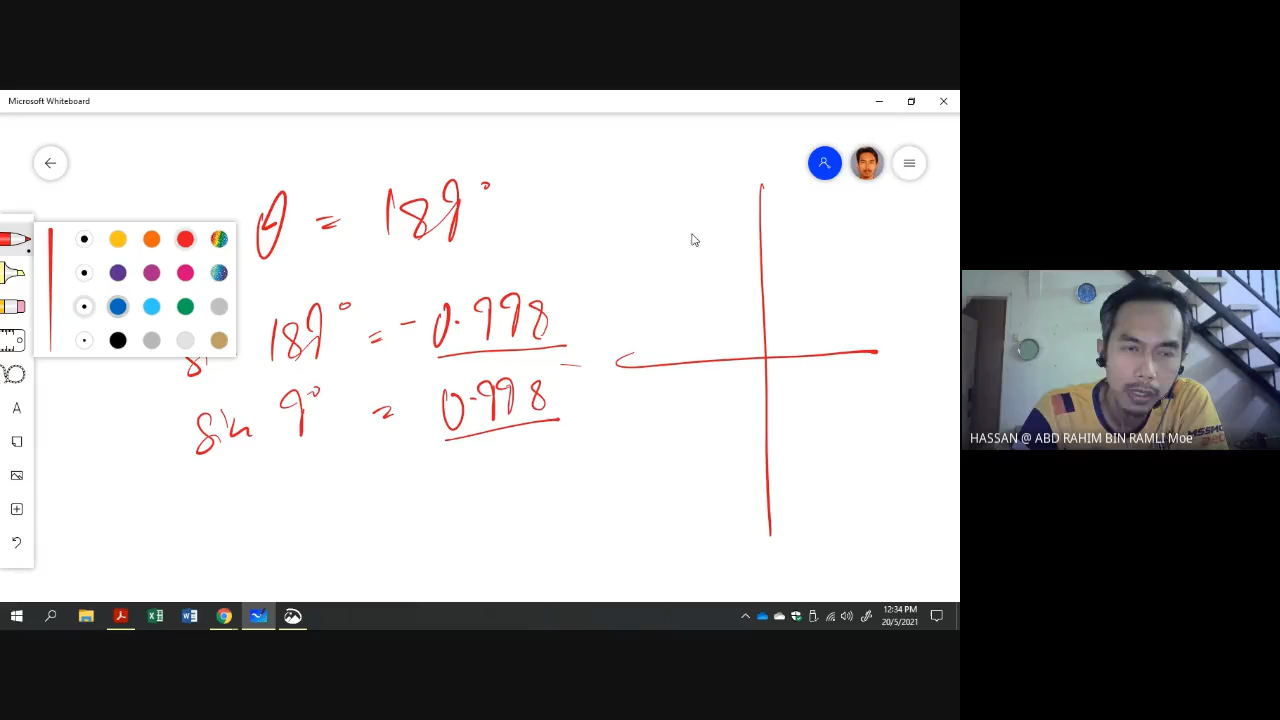 Microsoft Whiteboard
θ = 189°
189° = - 0.998
sin 9° = 0.998
A
HASSAN @ ABD RAHIM BIN RAMLI Moe
12:34 PM
20/5/2021